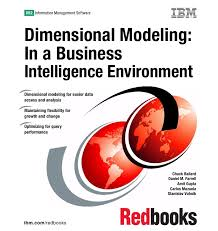 DB2 Information Management Software
IBM
Dimensional Modeling:
In a Business
Intelligence Environment
Dimensional modeling for easier data
access and analysis
Maintaining flexibility for
growth and change
Optimizing for query
performance
Chuck Ballard
Daniel M. Farrell
Amit Gupta
Carlos Mazuela
Stanislav Vohnik
ibm.com/redbooks
Redbooks